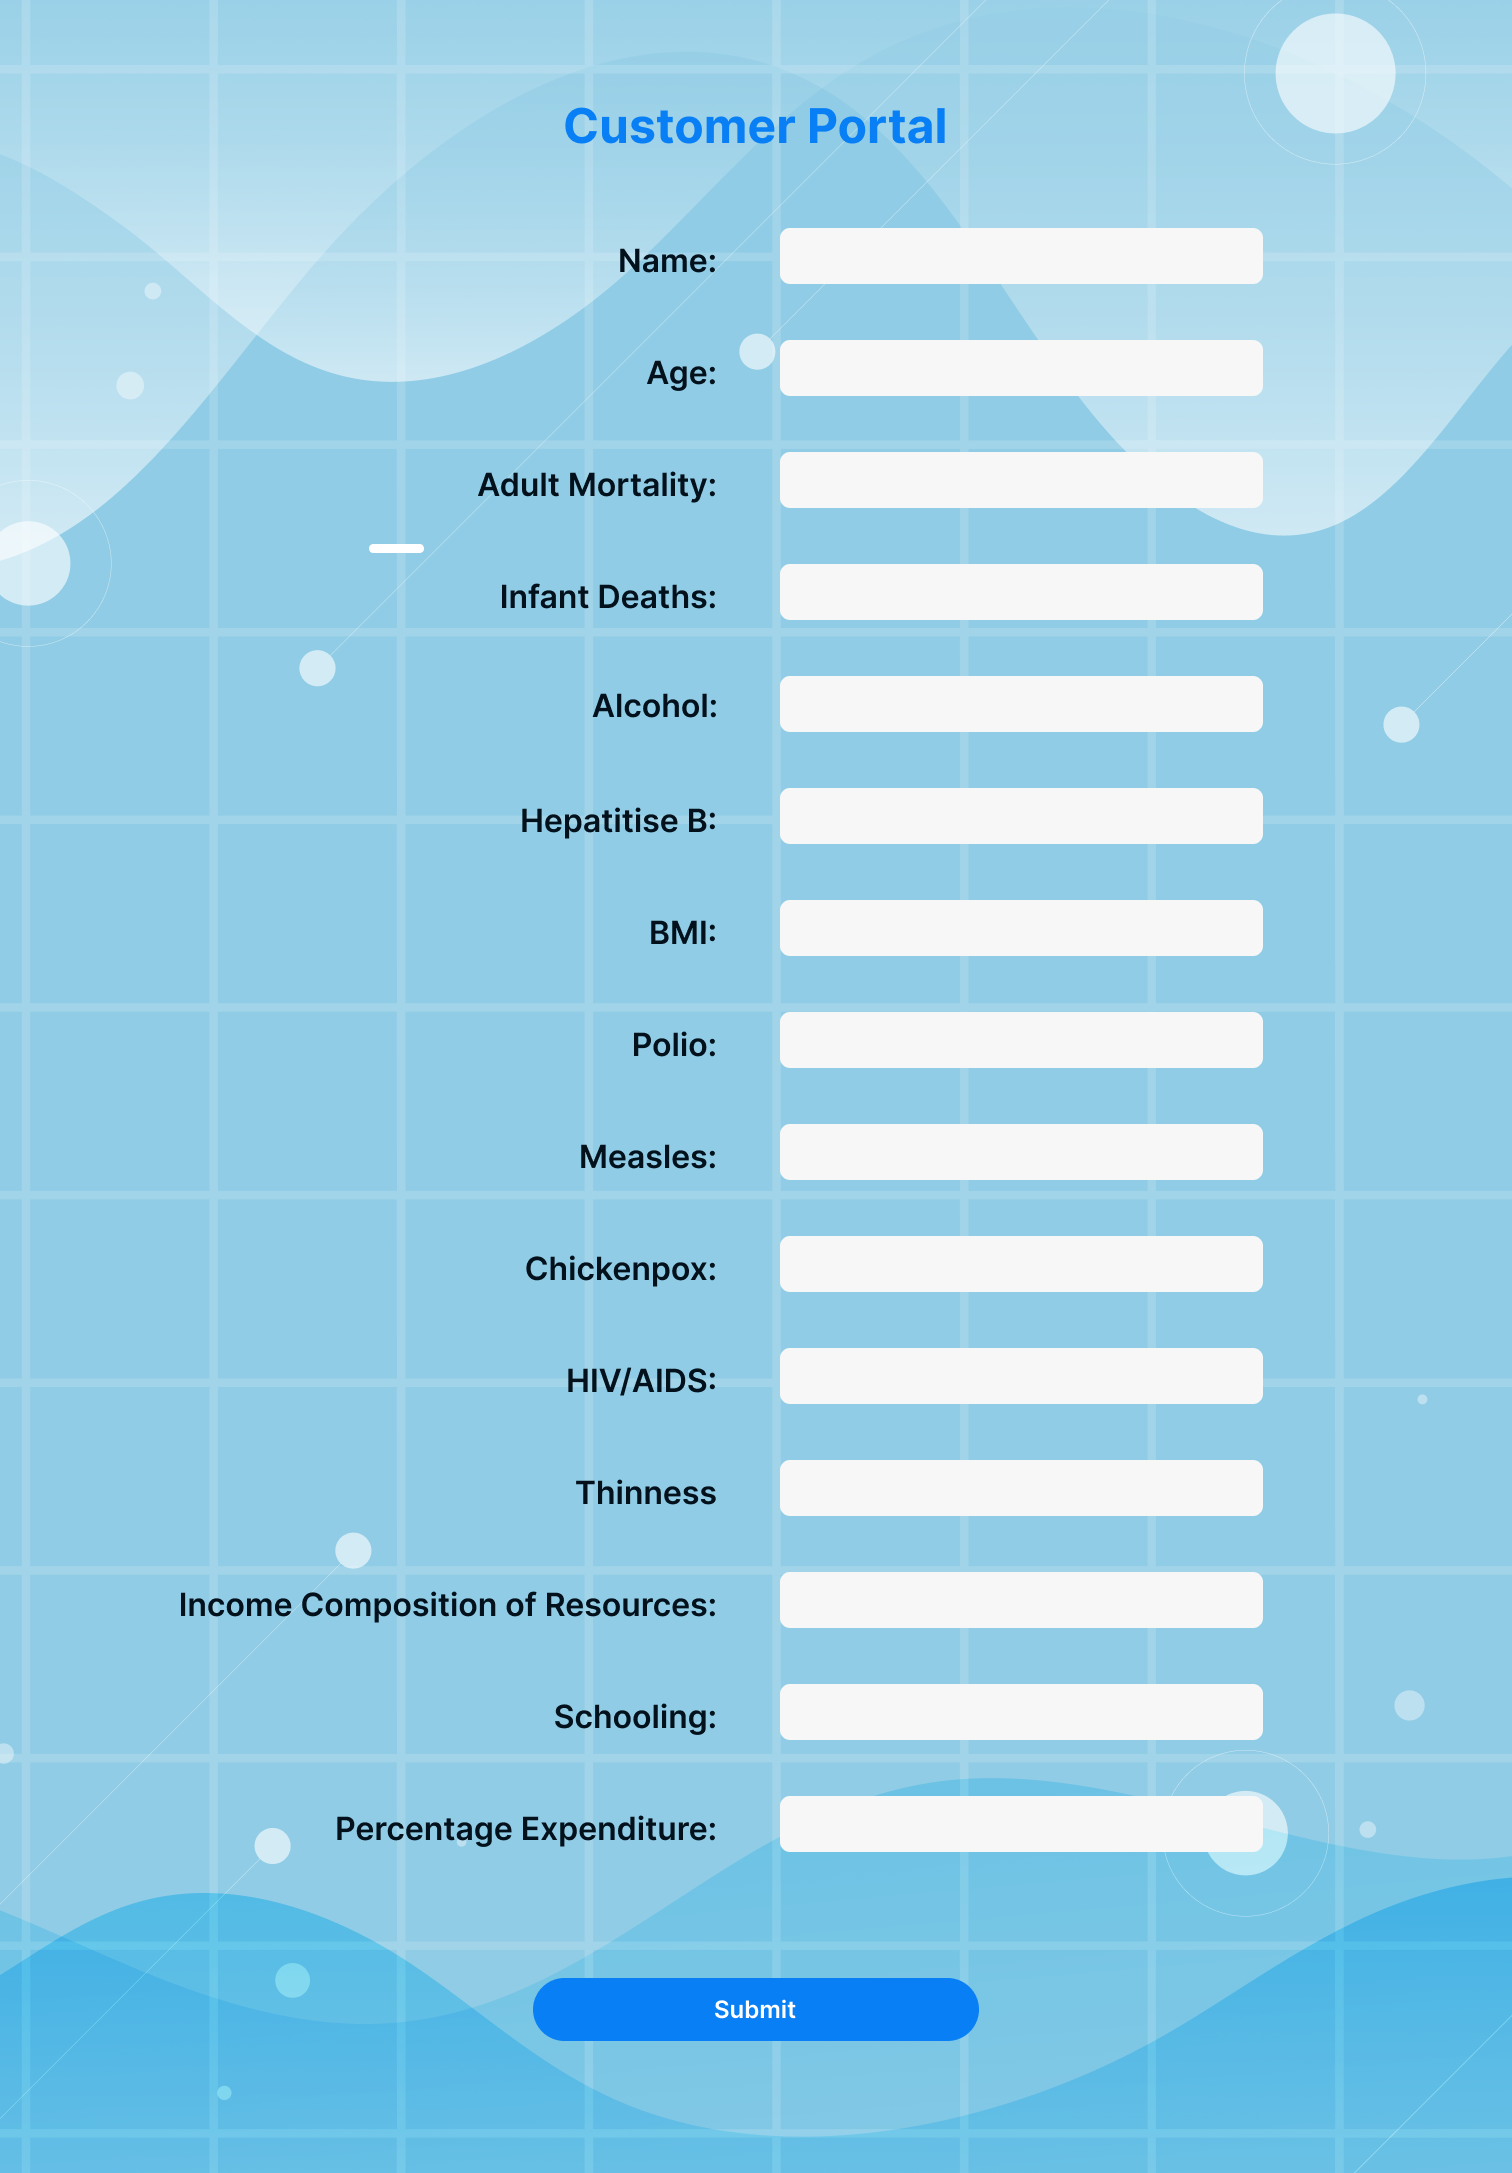 Customer Portal
Name:
Age:
Adult Mortality:
Infant Deaths:
Alcohol:
Hepatitise B:
BMI:
Polio:
Measles:
Chickenpox:
HIV/AIDS:
Thinness
Income Composition of Resources:
Schooling:
Percentage Expenditure:
Submit